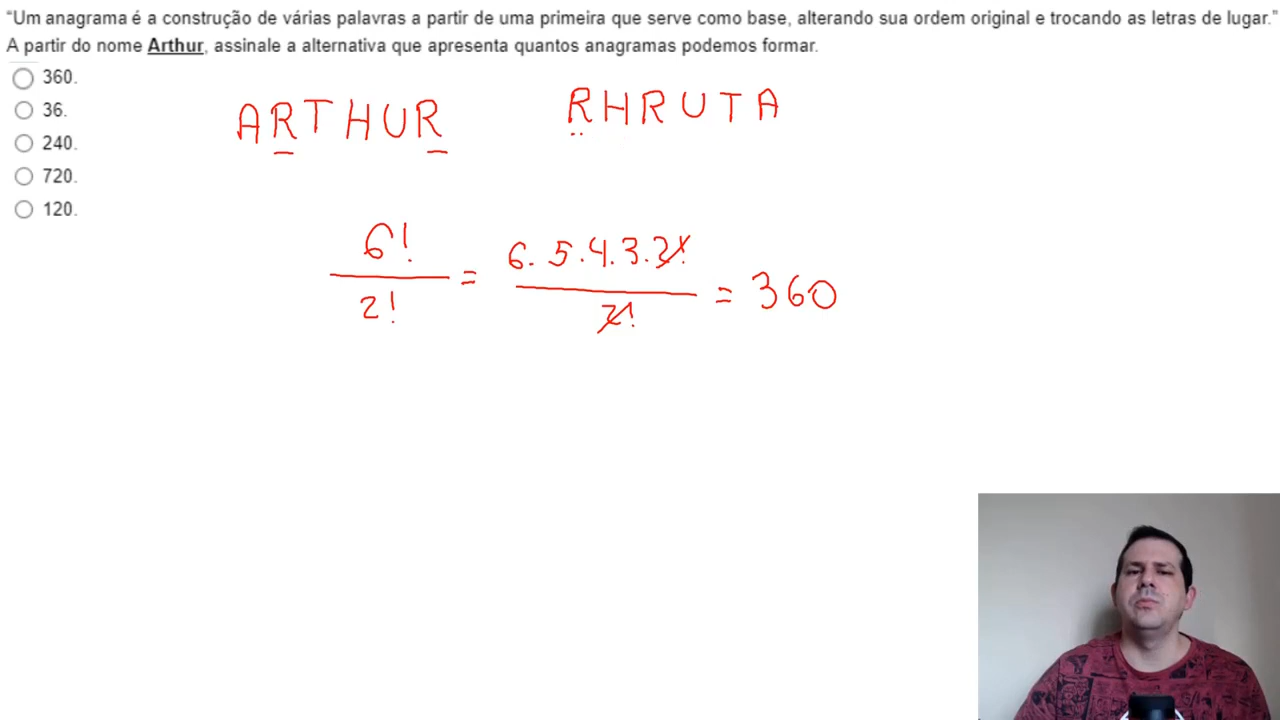 “Um anagrama é a construção de várias palavras a partir de uma primeira que serve como base, alterando sua ordem original e trocando as letras de lugar.”
A partir do nome Arthur, assinale a alternativa que apresenta quantos anagramas podemos formar.
360.
36.
240.
720.
120.
ARTHUR RHRUTA
6! / 2! = 6.5.4.3.2! / 2! = 360